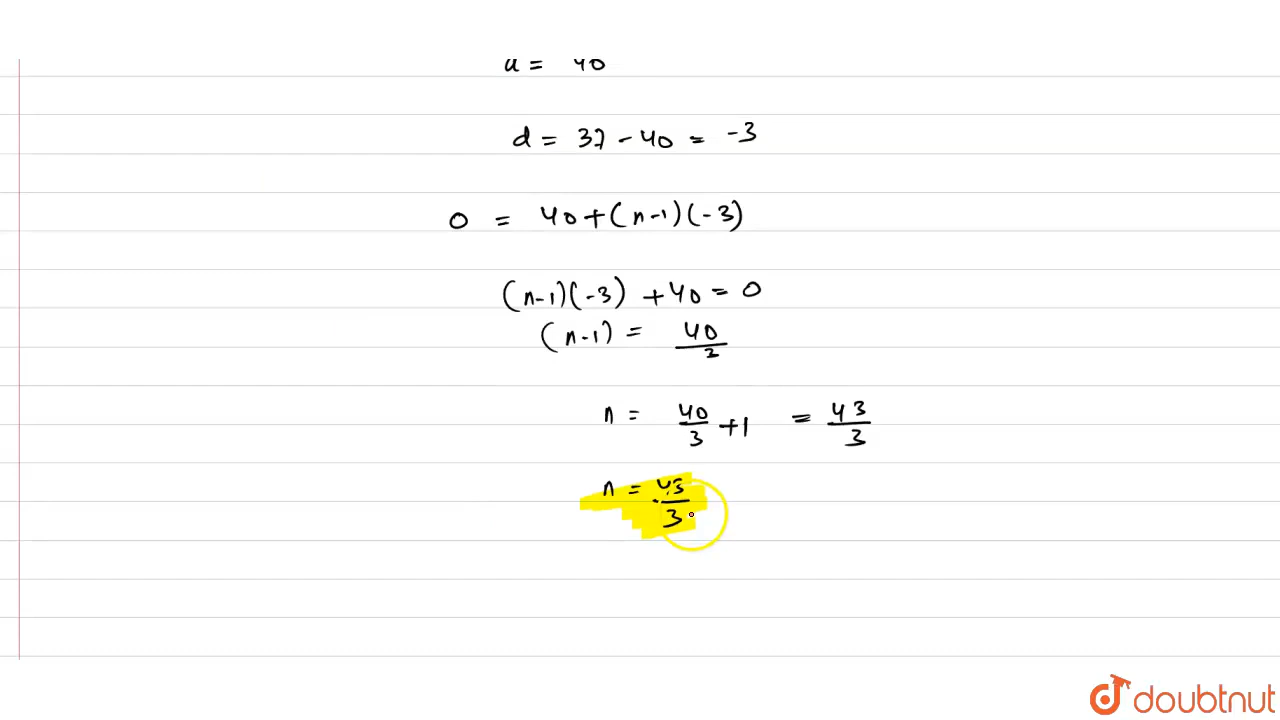 a = 40
d = 37 - 40 = -3
0 = 40 + (n-1)(-3)
(n-1)(-3) + 40 = 0
(n-1) = 40/3
n = 40/3 + 1 = 43/3
n = 43/3
doubtnut